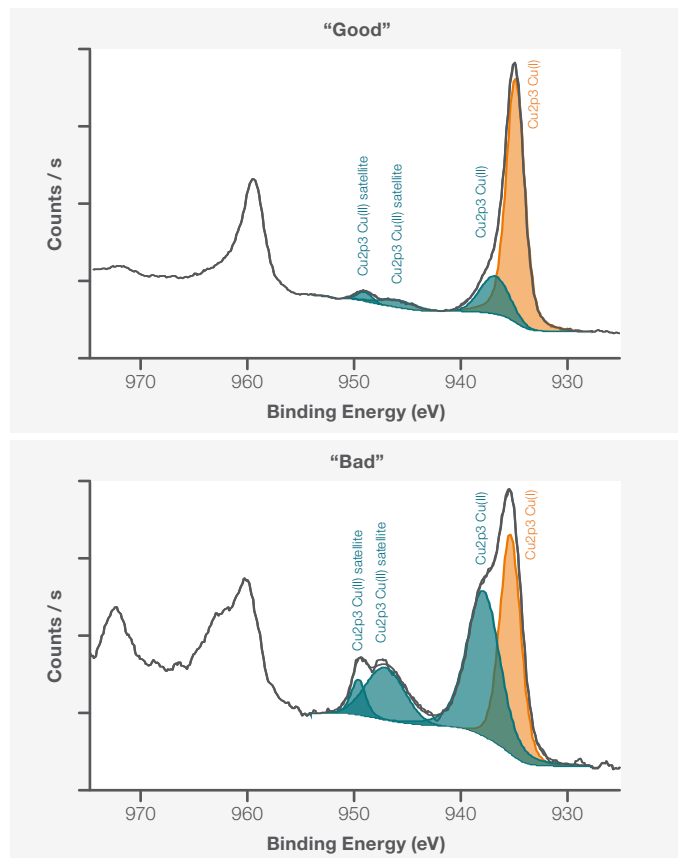 “Good”
Counts / s
Cu2p3 Cu(II) satellite
Cu2p3 Cu(II) satellite
Cu2p3 Cu(II)
Cu2p3 Cu(I)
970 960 950 940 930
Binding Energy (eV)
“Bad”
Counts / s
Cu2p3 Cu(II) satellite
Cu2p3 Cu(II) satellite
Cu2p3 Cu(II)
Cu2p3 Cu(I)
970 960 950 940 930
Binding Energy (eV)